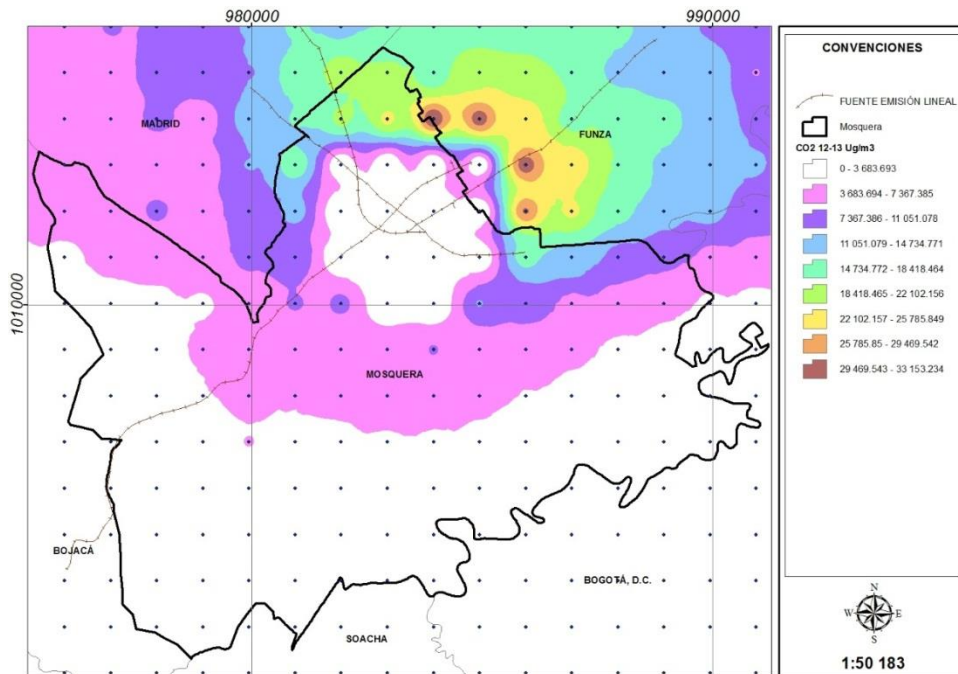 980000
990000
1010000
MADRID
FUNZA
MOSQUERA
BOJACÁ
BOGOTÁ, D.C.
SOACHA
CONVENCIONES
FUENTE EMISIÓN LINEAL
Mosquera
CO2 12-13 Ug/m3
0 - 3 683.693
3 683.694 - 7 367.385
7 367.386 - 11 051.078
11 051.079 - 14 734.771
14 734.772 - 18 418.464
18 418.465 - 22 102.156
22 102.157 - 25 785.849
25 785.85 - 29 469.542
29 469.543 - 33 153.234
N
W E
S
1:50 183